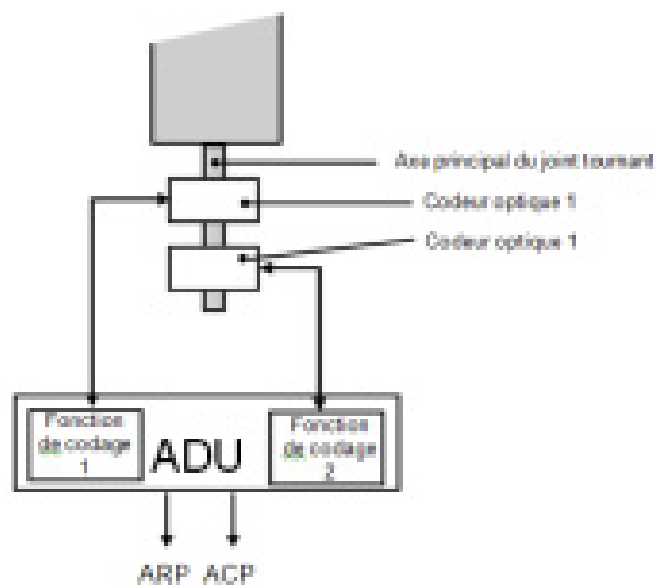 Axe principal du joint tournant
Codeur optique 1
Codeur optique 1
Fonction
de codage
1
ADU
Fonction
de codage
2
ARP ACP